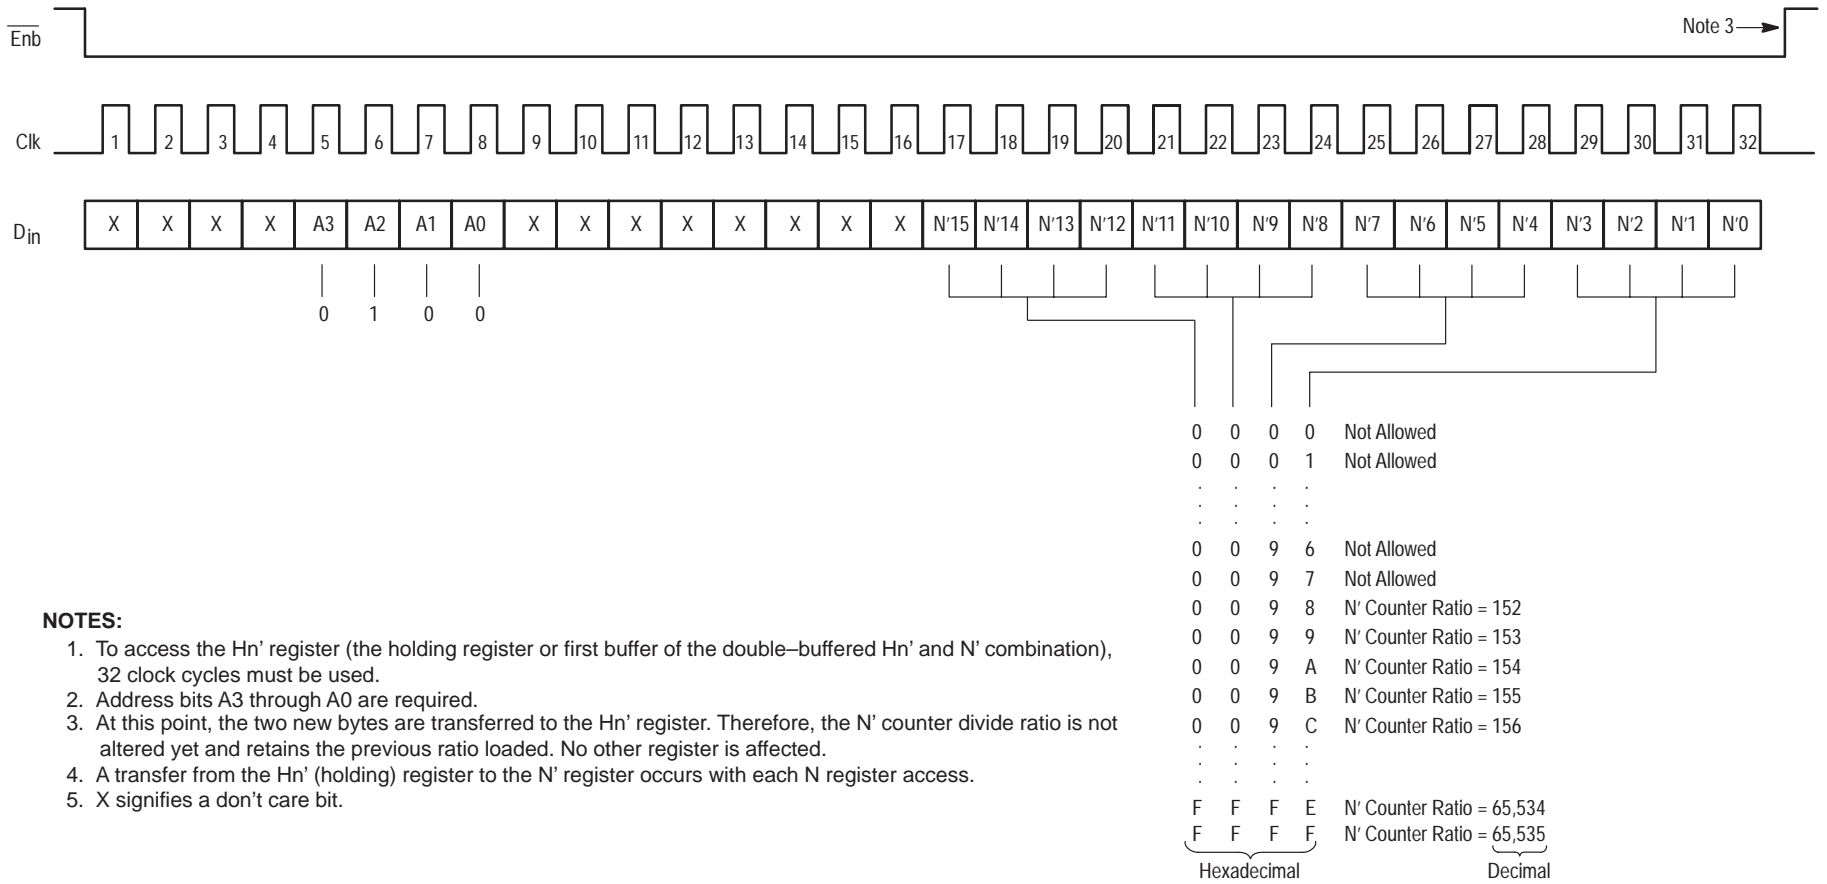 Enb
Note 3
Clk
1 2 3 4 5 6 7 8 9 10 11 12 13 14 15 16 17 18 19 20 21 22 23 24 25 26 27 28 29 30 31 32
Din
X X X X A3 A2 A1 A0 X X X X X X X X N'15 N'14 N'13 N'12 N'11 N'10 N'9 N'8 N'7 N'6 N'5 N'4 N'3 N'2 N'1 N'0
0 1 0 0
0 0 0 0 Not Allowed
0 0 0 1 Not Allowed
. . . .
. . . .
. . . .
0 0 9 6 Not Allowed
0 0 9 7 Not Allowed
0 0 9 8 N' Counter Ratio = 152
0 0 9 9 N' Counter Ratio = 153
0 0 9 A N' Counter Ratio = 154
0 0 9 B N' Counter Ratio = 155
0 0 9 C N' Counter Ratio = 156
. . . .
. . . .
. . . .
F F F E N' Counter Ratio = 65,534
F F F F N' Counter Ratio = 65,535
Hexadecimal Decimal
NOTES:
1. To access the Hn' register (the holding register or first buffer of the double–buffered Hn' and N' combination),
32 clock cycles must be used.
2. Address bits A3 through A0 are required.
3. At this point, the two new bytes are transferred to the Hn' register. Therefore, the N' counter divide ratio is not
altered yet and retains the previous ratio loaded. No other register is affected.
4. A transfer from the Hn' (holding) register to the N' register occurs with each N register access.
5. X signifies a don't care bit.